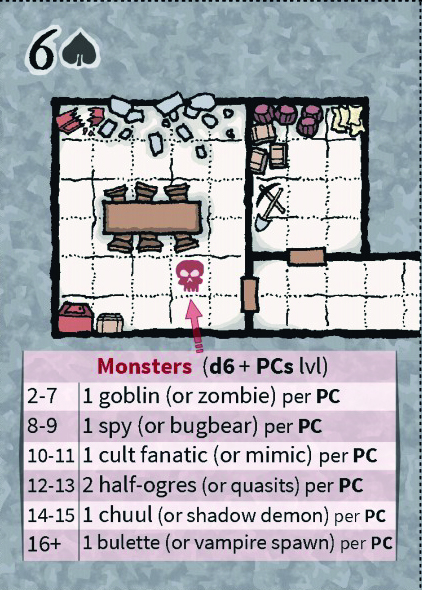 6♠
Monsters (d6 + PCs lvl)
2-7 1 goblin (or zombie) per PC
8-9 1 spy (or bugbear) per PC
10-11 1 cult fanatic (or mimic) per PC
12-13 2 half-ogres (or quasits) per PC
14-15 1 chuul (or shadow demon) per PC
16+ 1 bulette (or vampire spawn) per PC